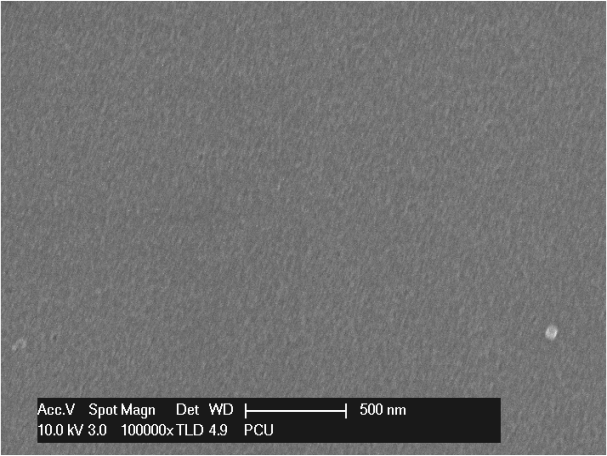 Acc.V Spot Magn Det WD 500 nm
10.0 kV 3.0 100000x TLD 4.9 PCU